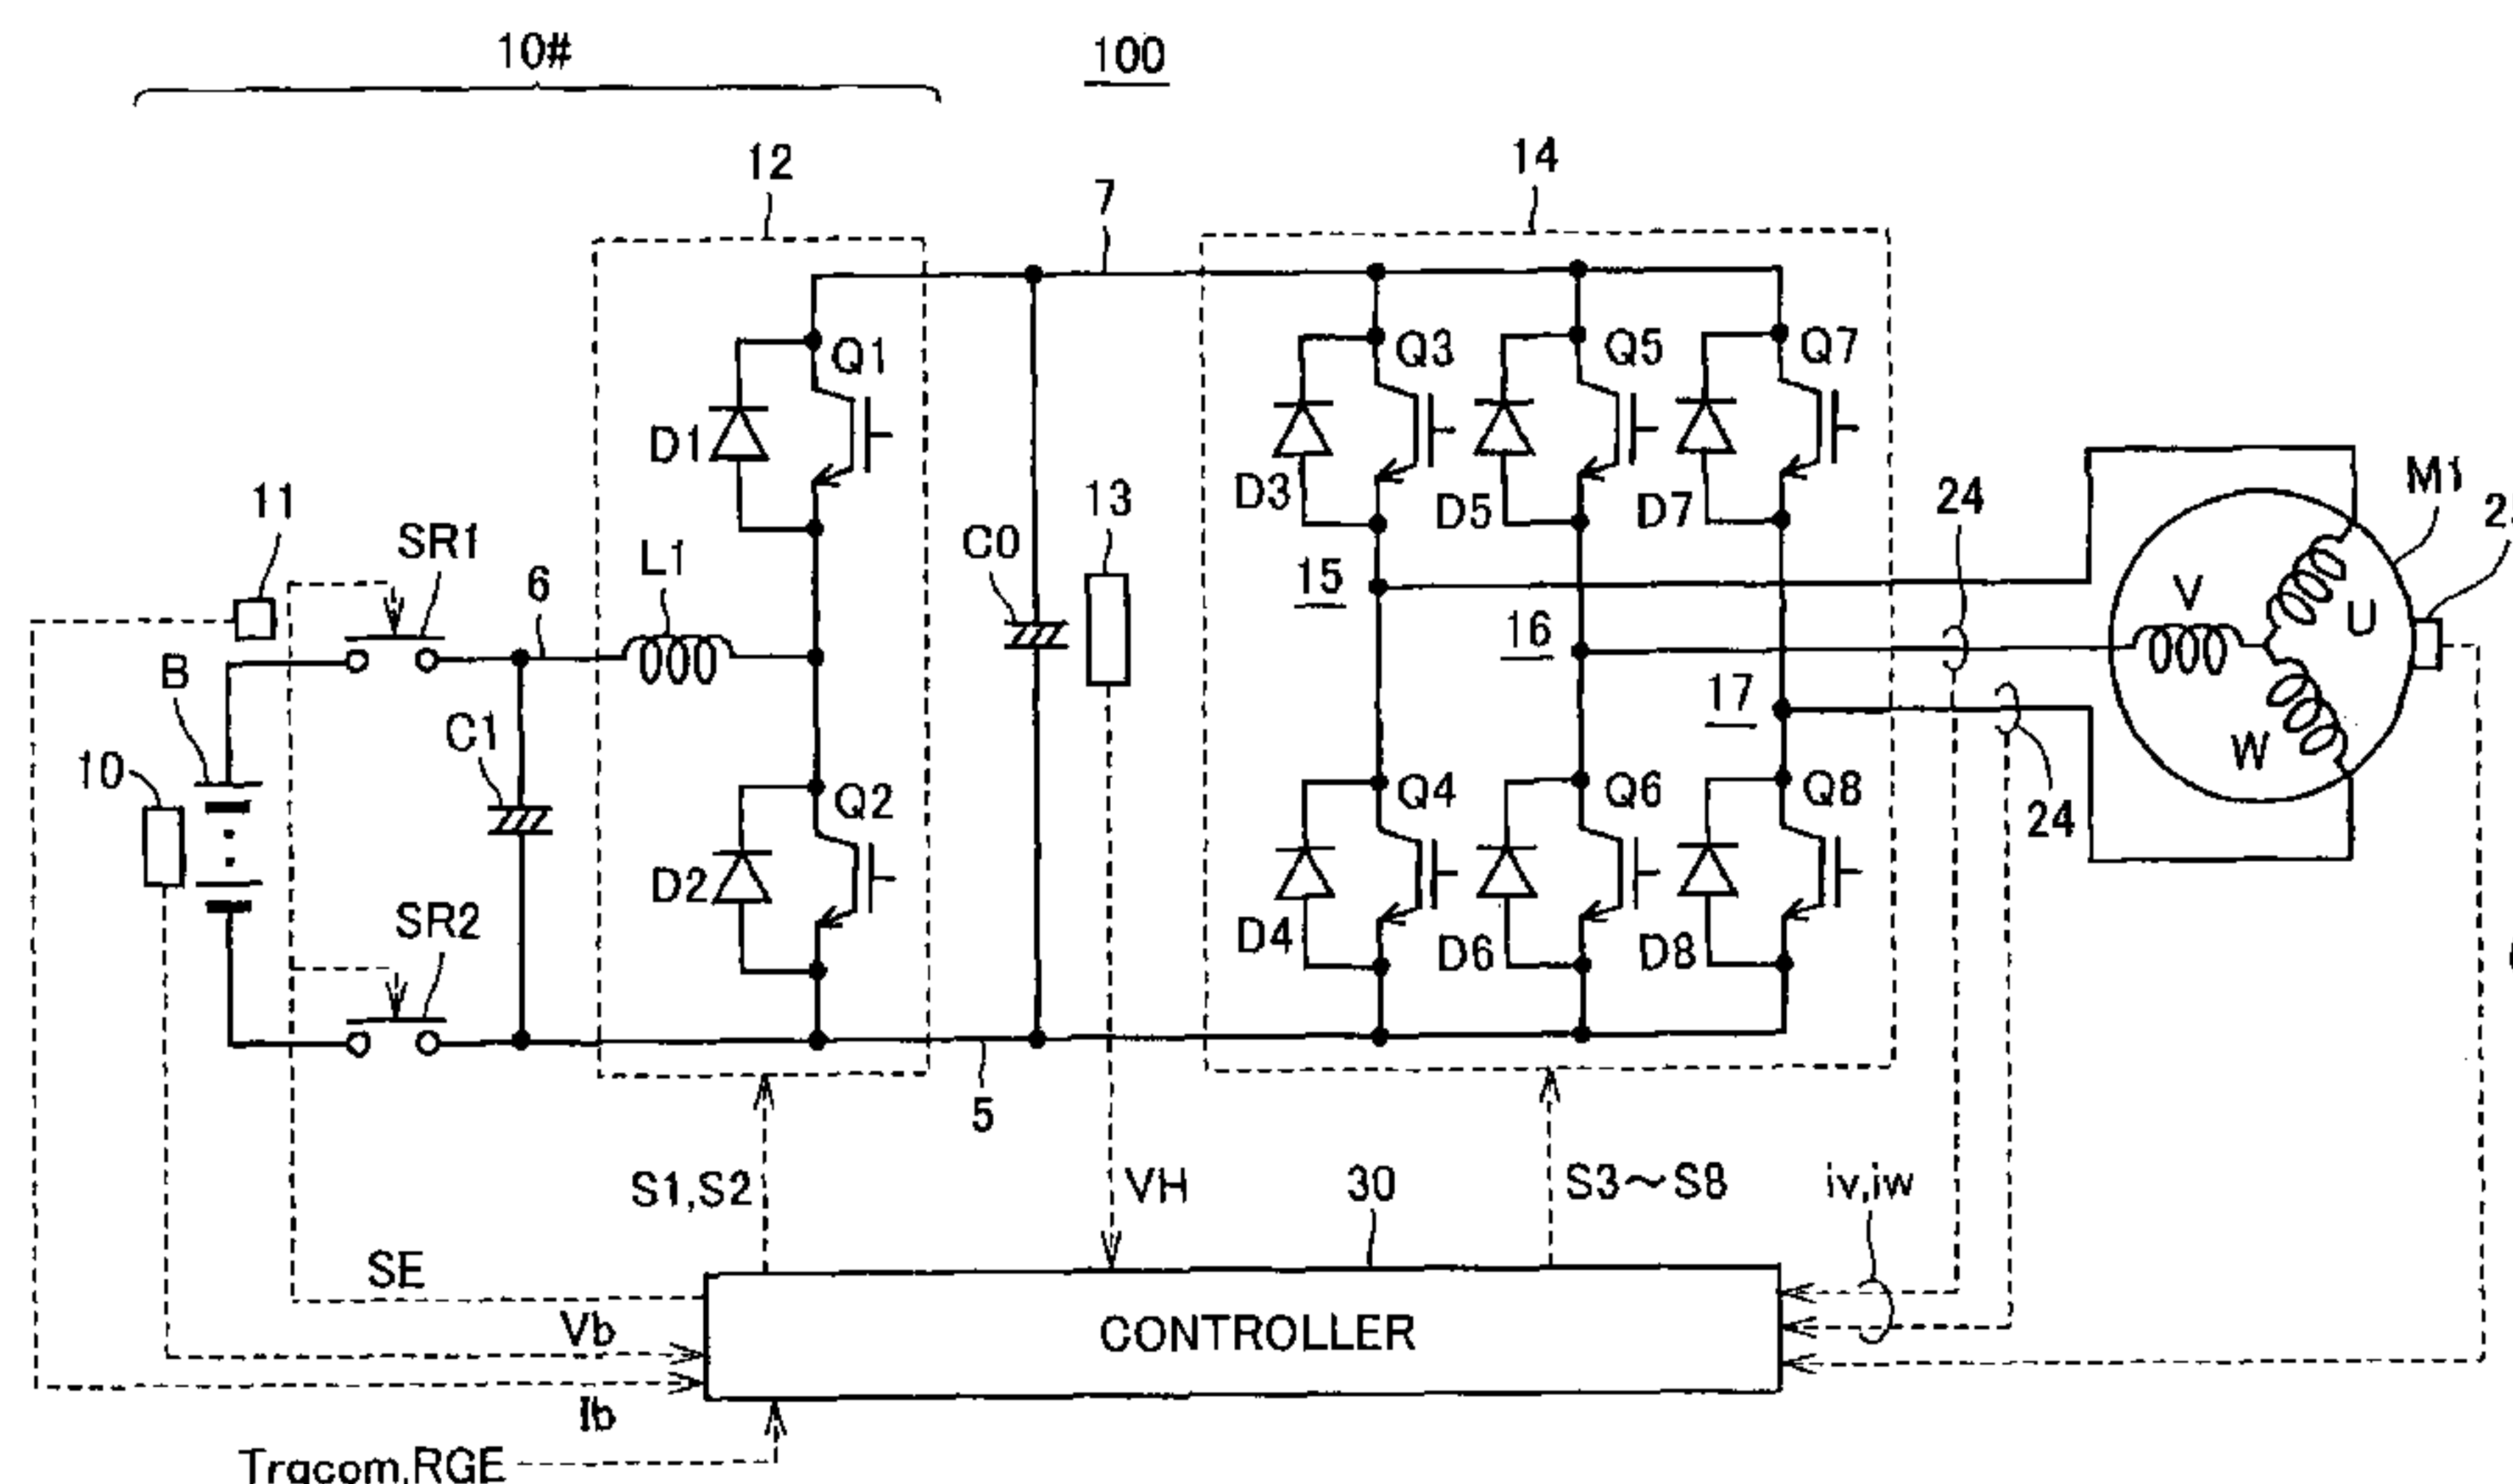 10#
100
12
14
7
Q1
Q3
Q5
Q7
D1
D3
D5
D7
11
SR1
13
24
M1
L1
C0
6
15
V
U
16
B
17
C1
W
10
Q2
Q4
Q6
Q8
24
D2
SR2
D4
D6
D8
5
S1,S2
VH
30
S3～S8
iv,iw
SE
Vb
CONTROLLER
Ib
Trqcom,RGE